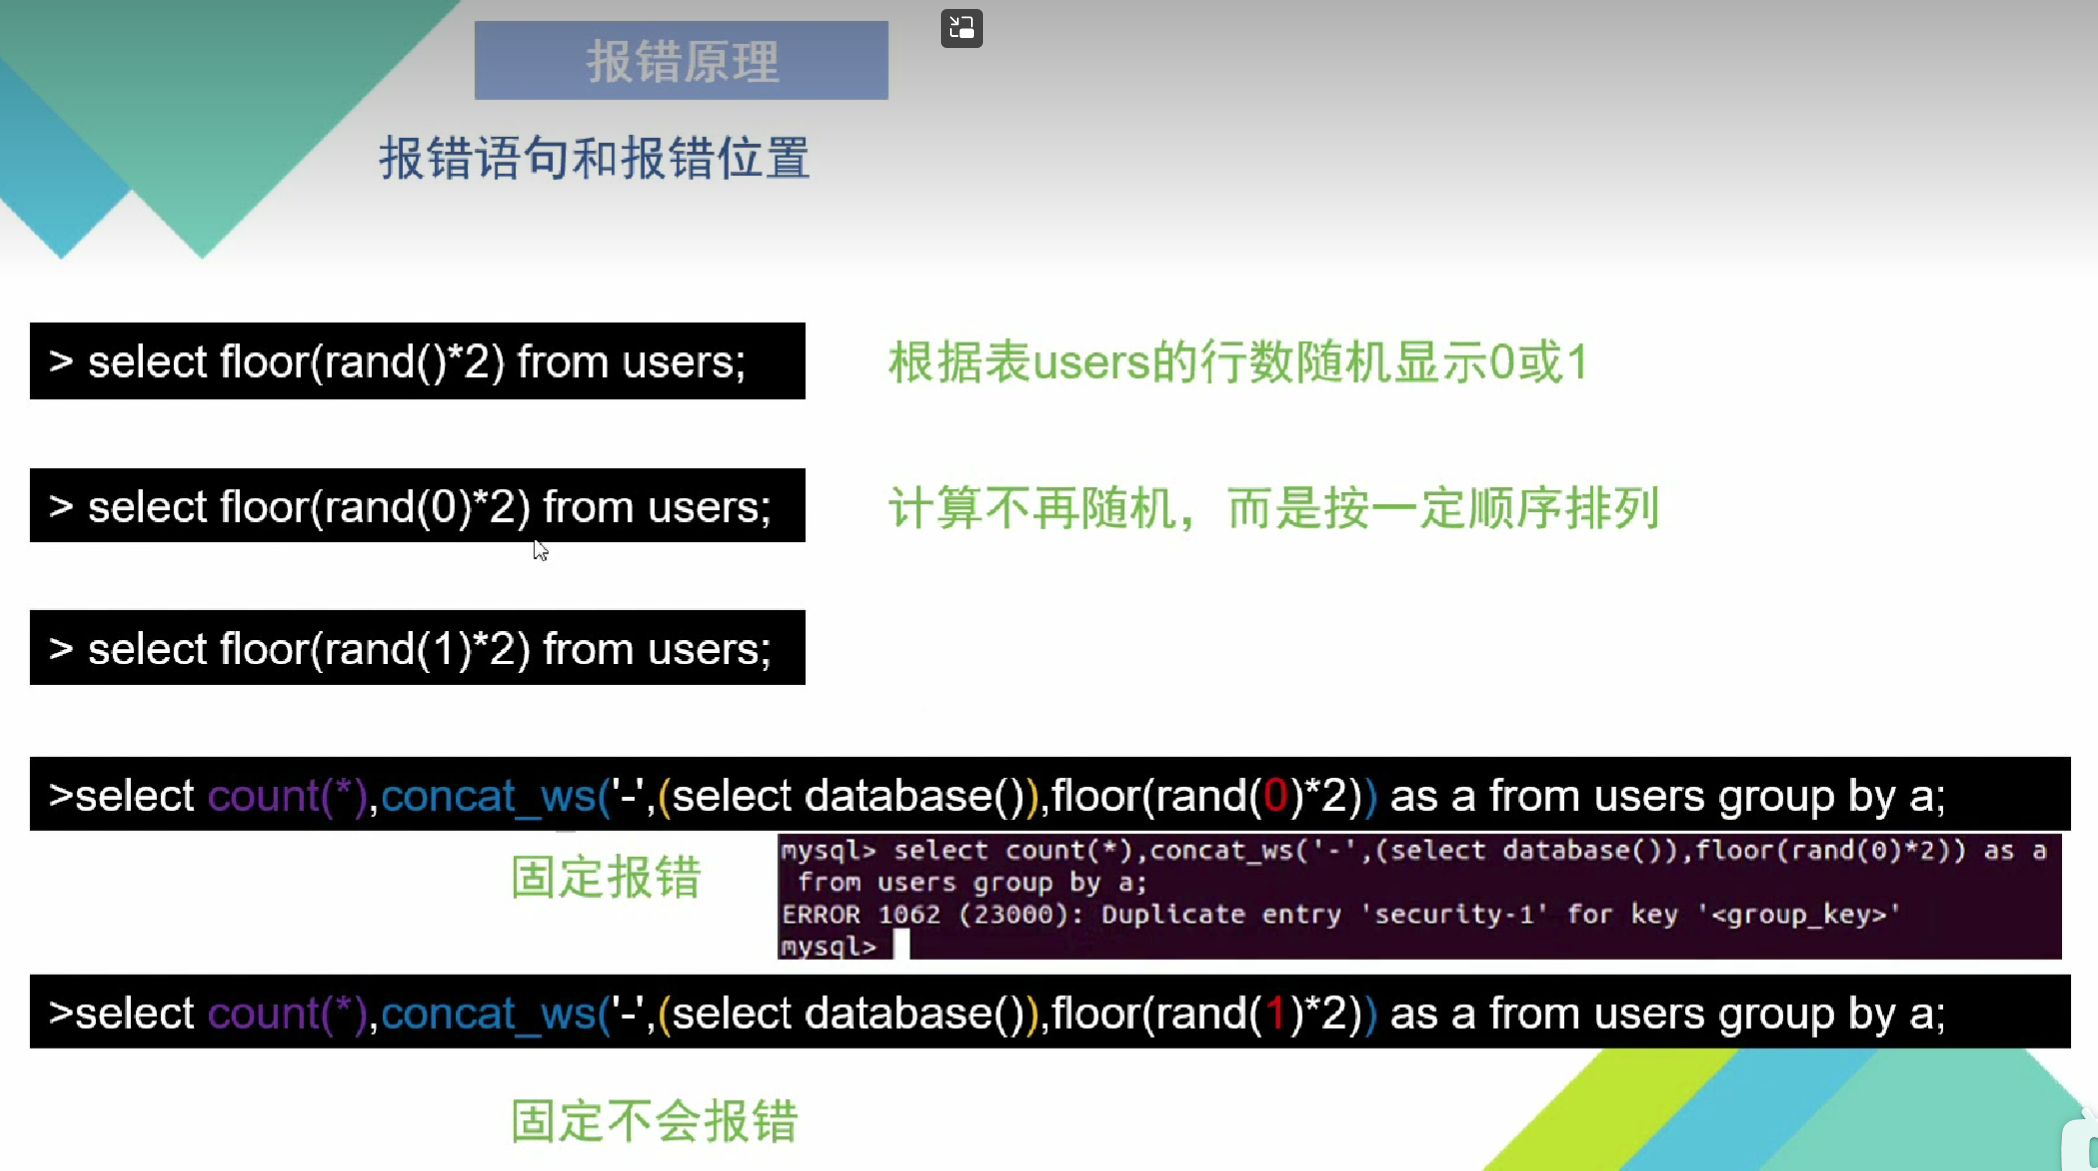 报错原理
报错语句和报错位置
> select floor(rand()*2) from users;
根据表users的行数随机显示0或1
> select floor(rand(0)*2) from users;
计算不再随机，而是按一定顺序排列
> select floor(rand(1)*2) from users;
>select count(*),concat_ws('-',(select database()),floor(rand(0)*2)) as a from users group by a;
固定报错
mysql> select count(*),concat_ws('-',(select database()),floor(rand(0)*2)) as a
from users group by a;
ERROR 1062 (23000): Duplicate entry 'security-1' for key '<group_key>'
mysql>
>select count(*),concat_ws('-',(select database()),floor(rand(1)*2)) as a from users group by a;
固定不会报错